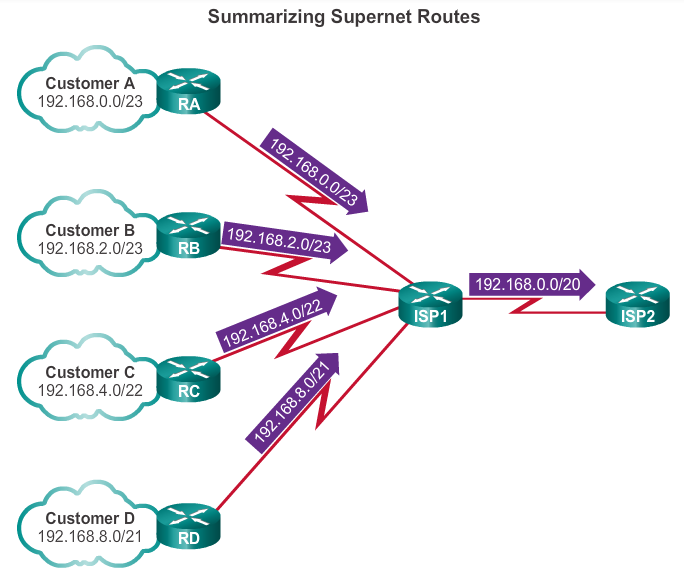 Summarizing Supernet Routes
Customer A
192.168.0.0/23
RA
192.168.0.0/23
Customer B
192.168.2.0/23
RB
192.168.2.0/23
192.168.4.0/22
Customer C
192.168.4.0/22
RC
192.168.8.0/21
Customer D
192.168.8.0/21
RD
ISP1
192.168.0.0/20
ISP2